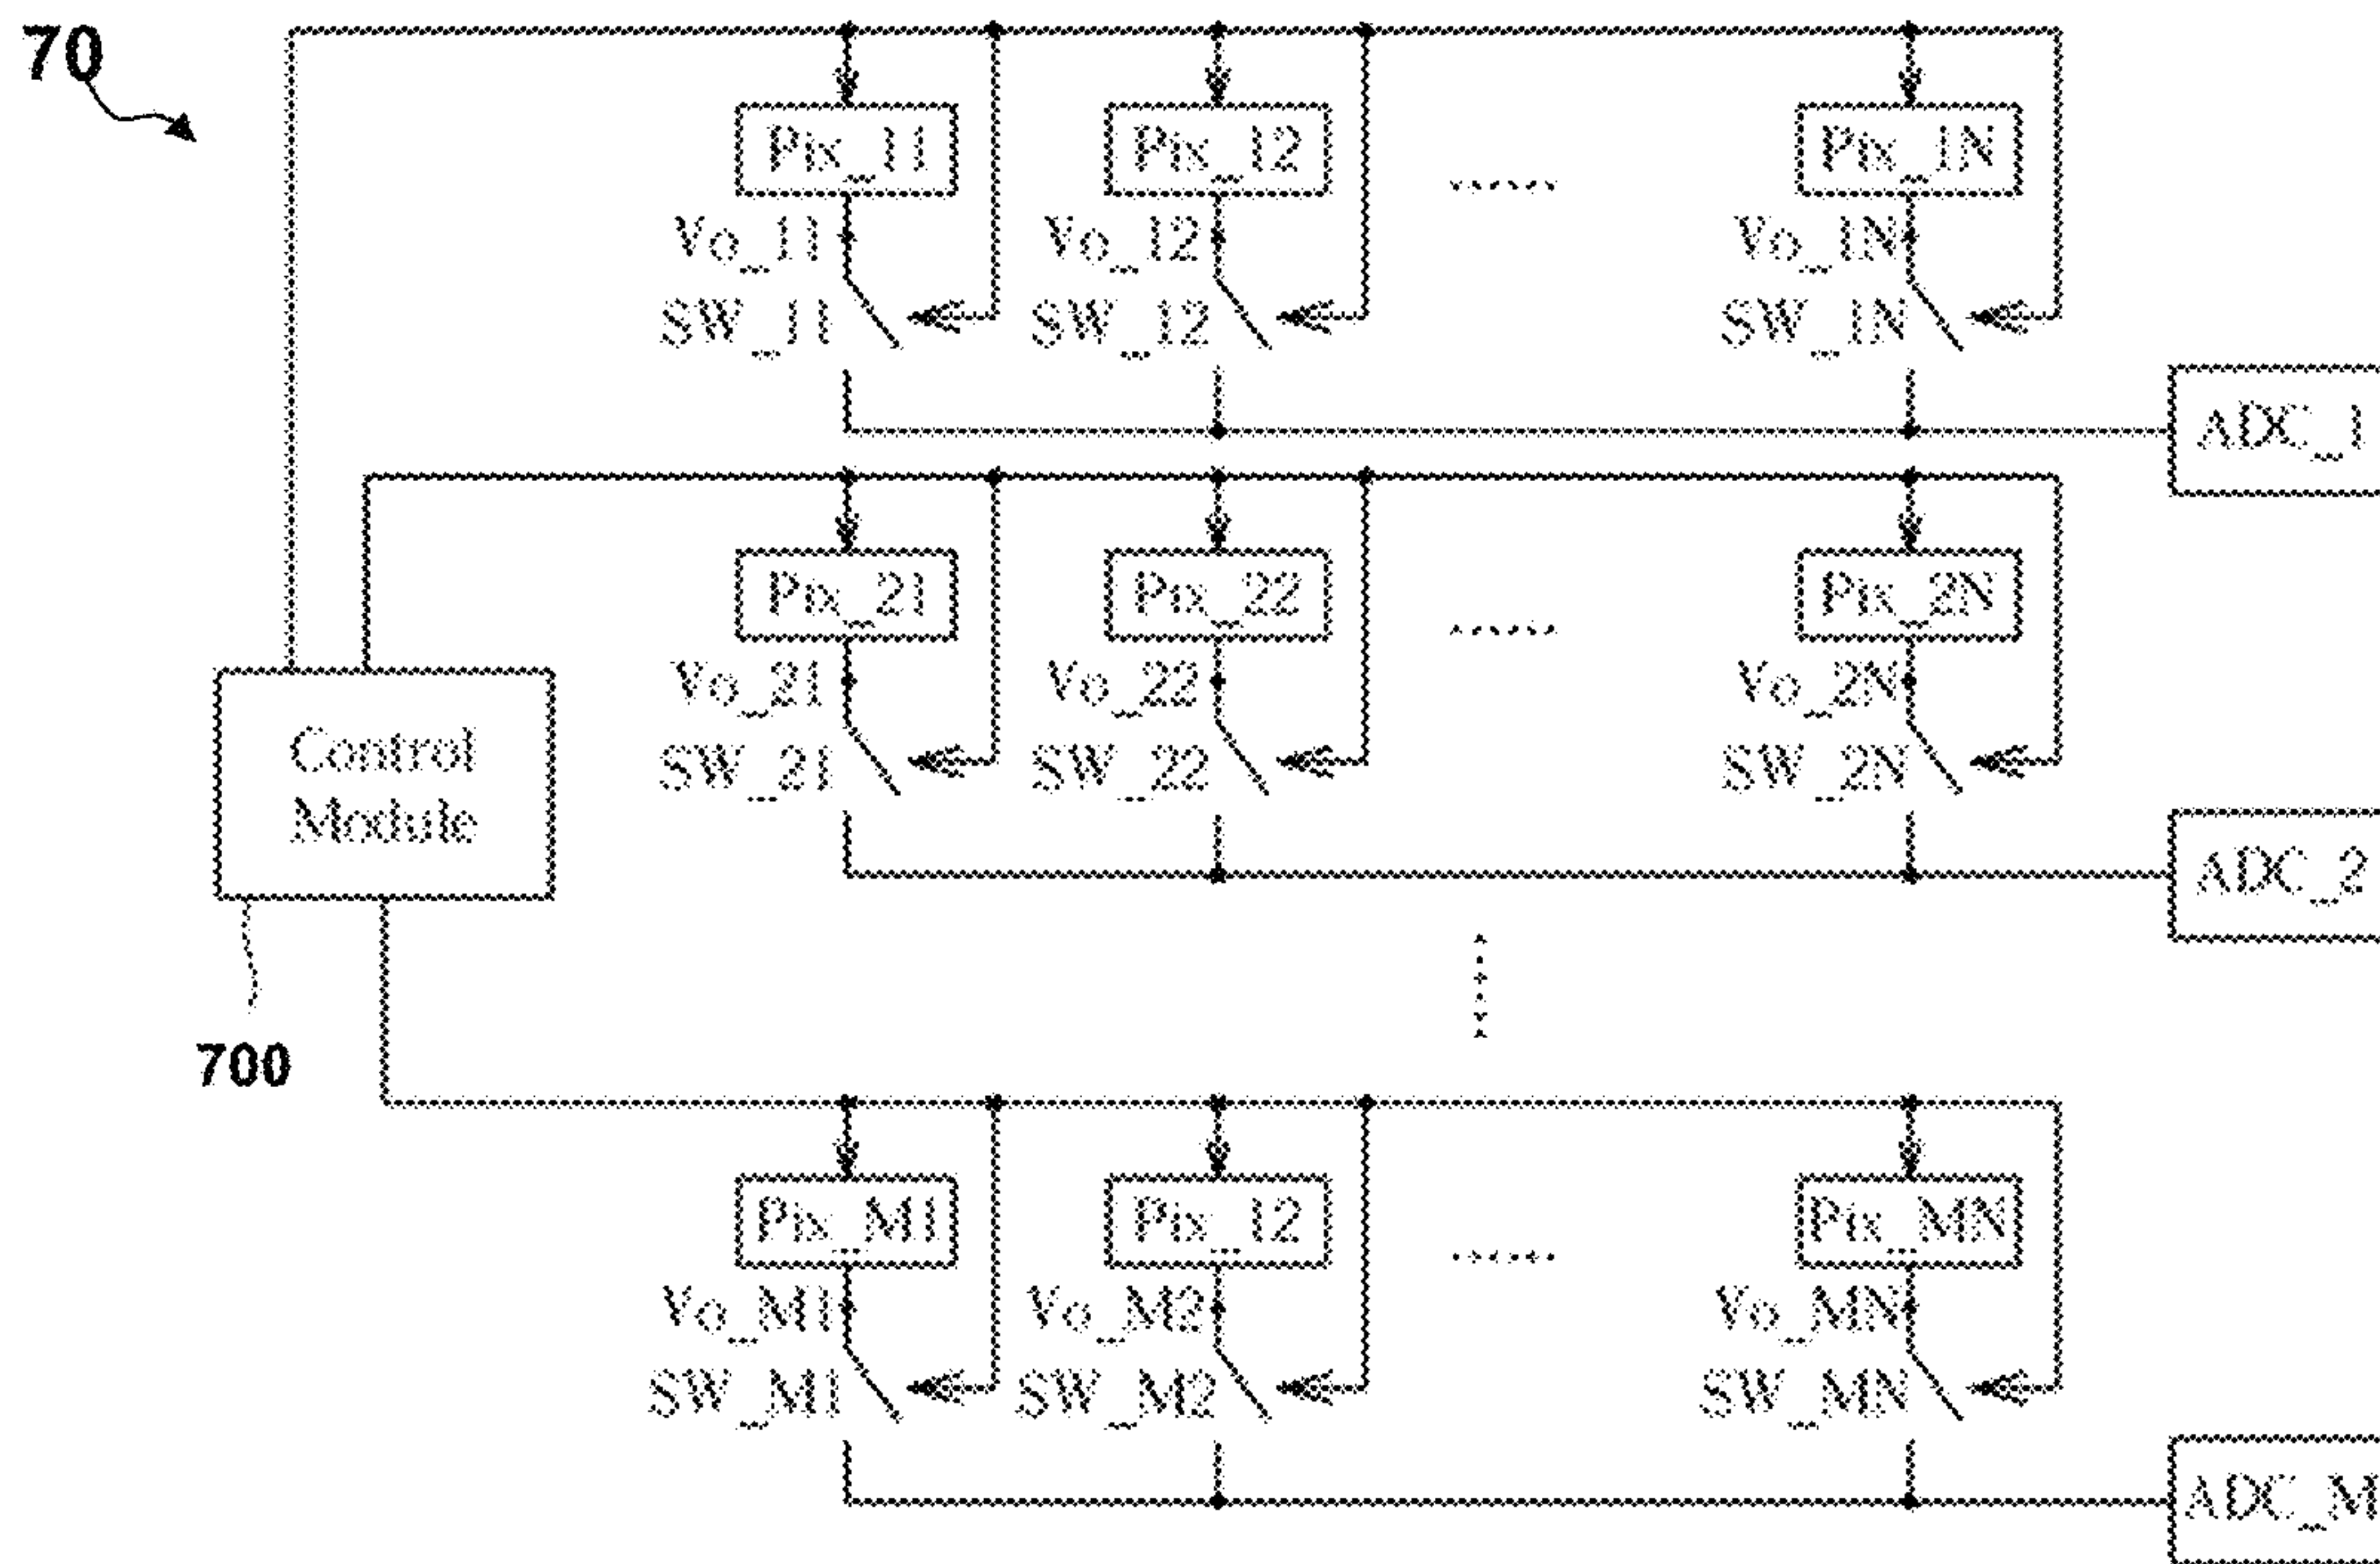 70
Pix_11 Pix_12 ...... Pix_1N
Vo_11 Vo_12 Vo_1N
SW_11 SW_12 SW_1N
ADC_1
Pix_21 Pix_22 ...... Pix_2N
Vo_21 Vo_22 Vo_2N
SW_21 SW_22 SW_2N
Control
Module
ADC_2
700
Pix_M1 Pix_12 ...... Pix_MN
Vo_M1 Vo_M2 Vo_MN
SW_M1 SW_M2 SW_MN
ADC_M